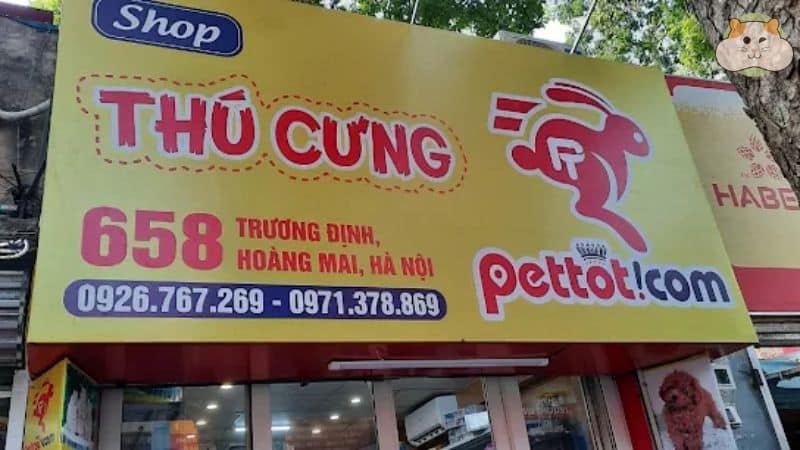 Shop
THÚ CƯNG
658 TRƯƠNG ĐỊNH,
HOÀNG MAI, HÀ NỘI
0926.767.269 - 0971.378.869
pettot!com
HABE